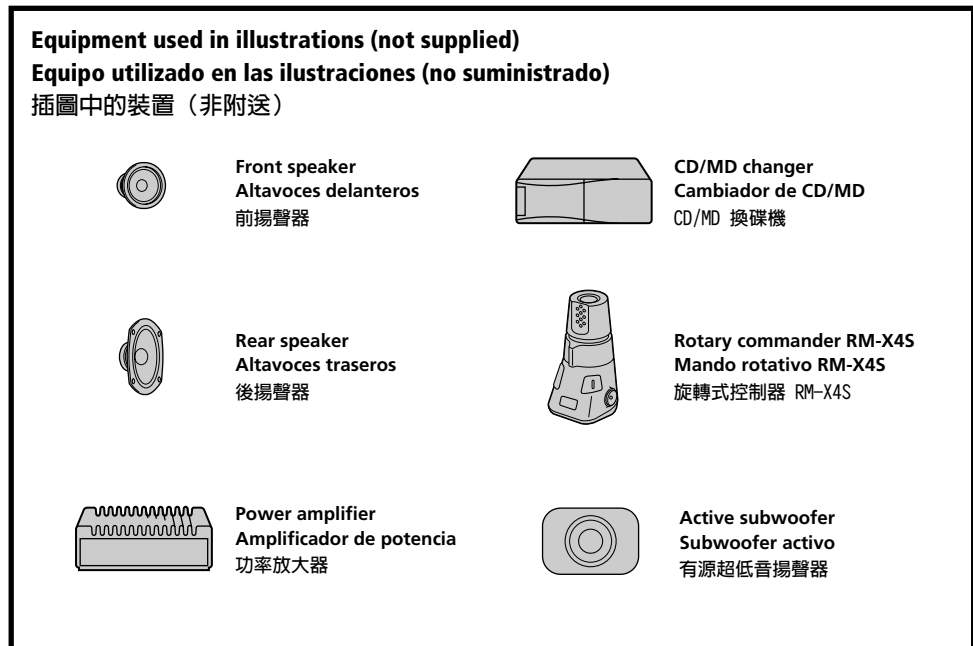 Equipment used in illustrations (not supplied)
Equipo utilizado en las ilustraciones (no suministrado)
插圖中的裝置（非附送）
Front speaker
Altavoces delanteros
前揚聲器
CD/MD changer
Cambiador de CD/MD
CD/MD 換碟機
Rear speaker
Altavoces traseros
後揚聲器
Rotary commander RM-X4S
Mando rotativo RM-X4S
旋轉式控制器 RM-X4S
Power amplifier
Amplificador de potencia
功率放大器
Active subwoofer
Subwoofer activo
有源超低音揚聲器